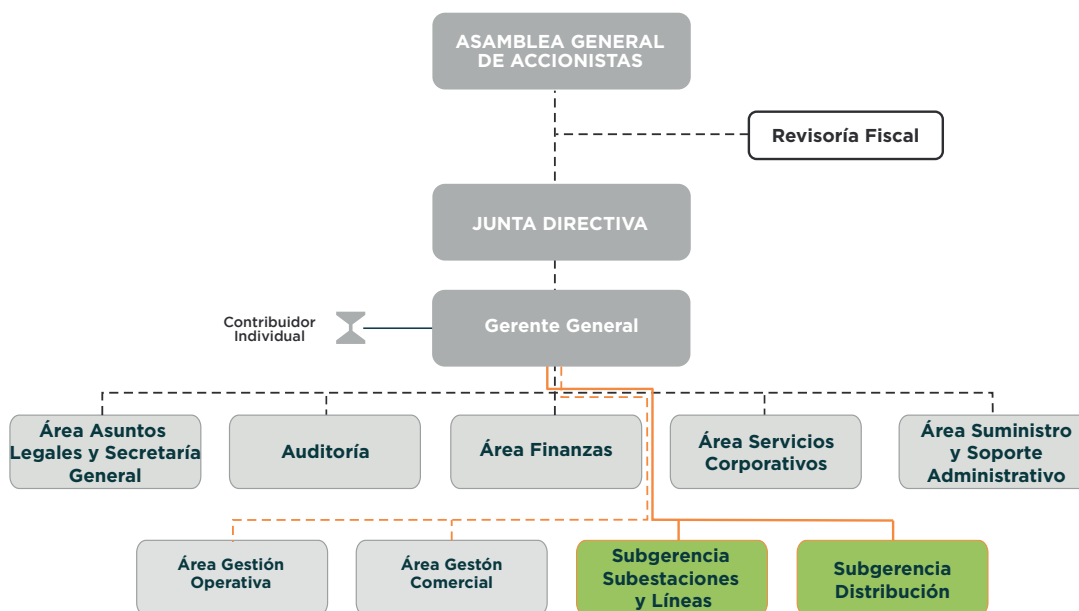 ASAMBLEA GENERAL
DE ACCIONISTAS
Revisoría Fiscal
JUNTA DIRECTIVA
Contribuidor
Individual
Gerente General
Área Asuntos
Legales y Secretaría
General
Auditoría
Área Finanzas
Área Servicios
Corporativos
Área Suministro
y Soporte
Administrativo
Área Gestión
Operativa
Área Gestón
Comercial
Subgerencia
Subestaciones
y Líneas
Subgerencia
Distribución